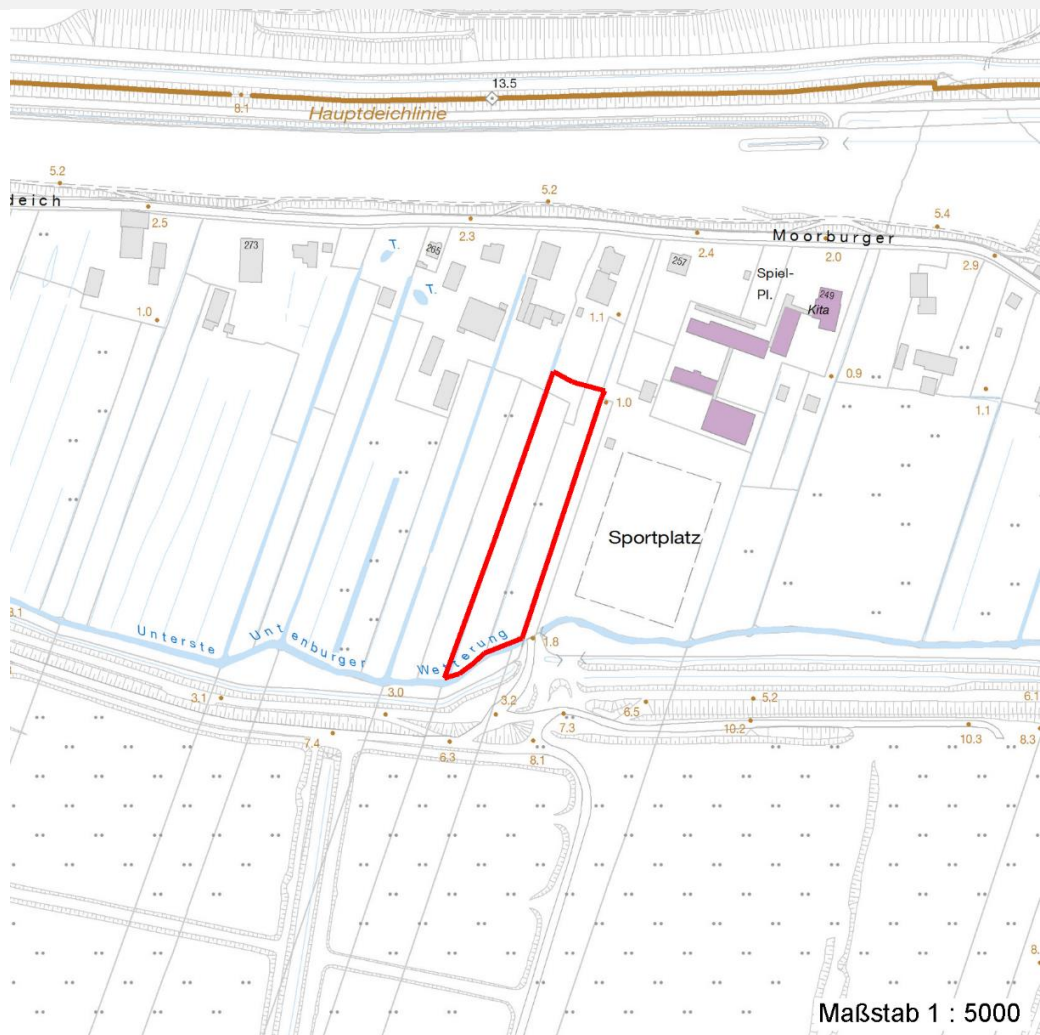 13.5
8.1
Hauptdeichlinie
5.2
5.2
deich
2.5
2.3
5.4
2.4
Moorburger
2.0
2.9
273
T.
265
257
Spiel-
Pl.
249
Kita
T.
1.0
1.1
0.9
1.1
1.0
Sportplatz
Unterste
Untenburger
Wetterung
1.8
3.1
3.0
3.2
7.3
6.5
5.2
6.1
7.4
6.3
8.1
10.2
10.3
8.3
Maßstab 1 : 5000